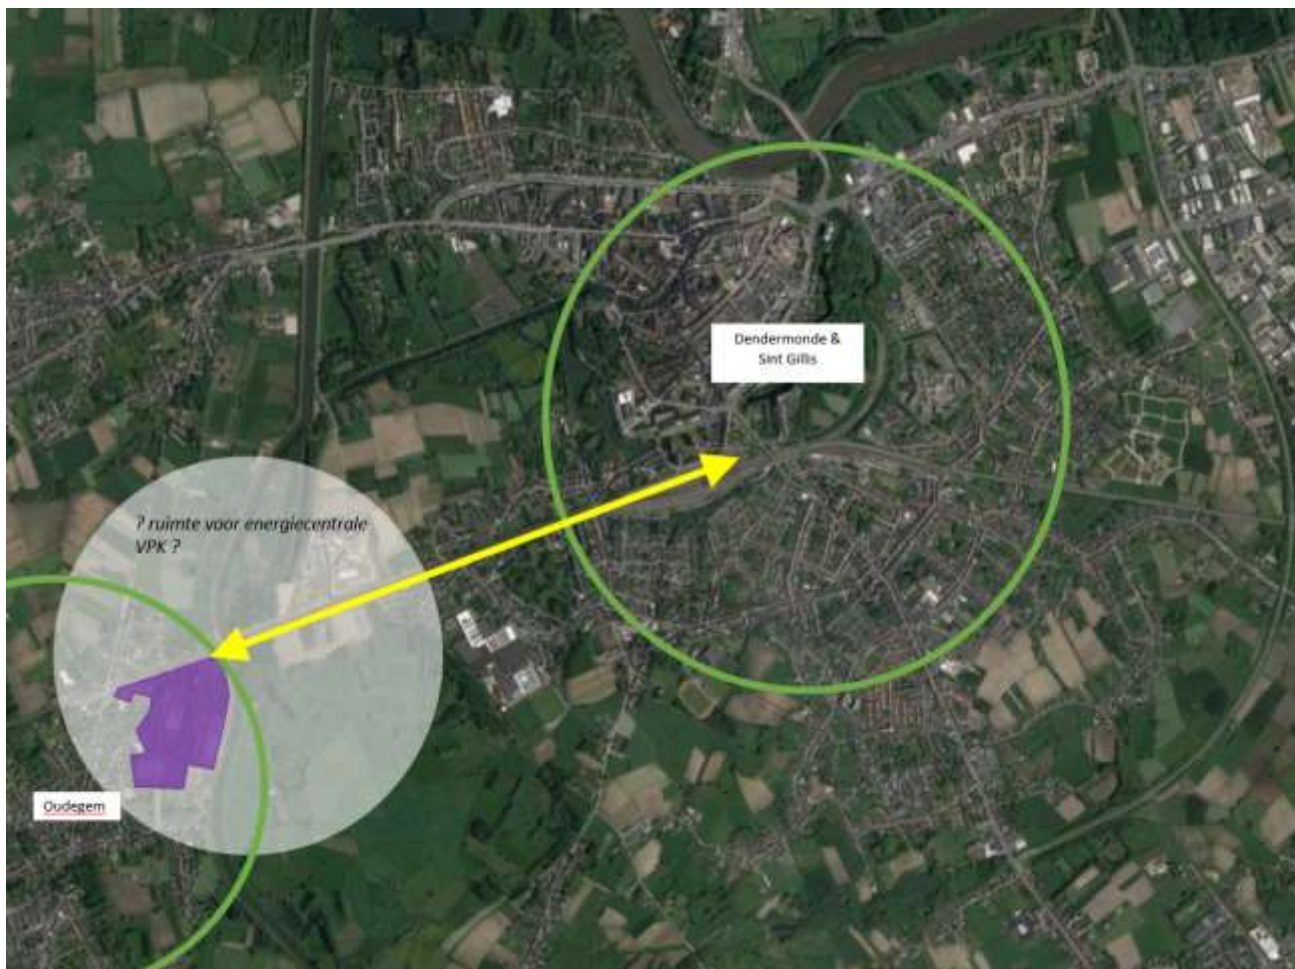 Dendermonde &
Sint Gillis
? ruimte voor energiecentrale
VPK ?
Oudegem